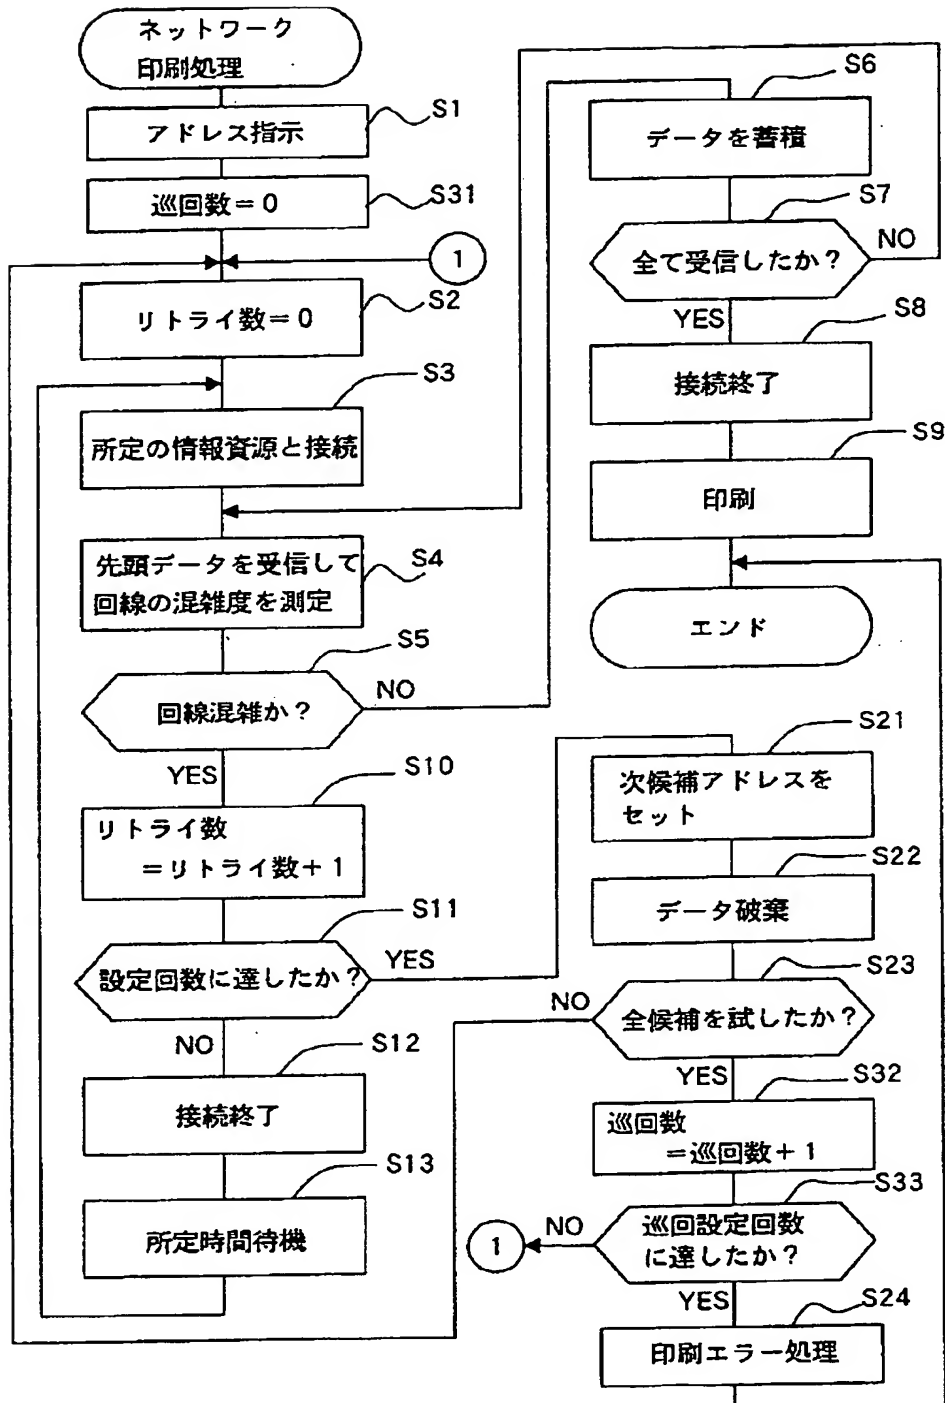 ネットワーク
印刷処理
アドレス指示
S1
巡回数=0
S31
1
リトライ数=0
S2
所定の情報資源と接続
S3
先頭データを受信して
回線の混雑度を測定
S4
回線混雑か?
S5
NO
YES
リトライ数
=リトライ数+1
S10
設定回数に達したか?
S11
YES
NO
接続終了
S12
所定時間待機
S13
データを蓄積
S6
全て受信したか?
S7
NO
YES
接続終了
S8
印刷
S9
エンド
次候補アドレスを
セット
S21
データ破棄
S22
全候補を試したか?
S23
NO
YES
巡回数
=巡回数+1
S32
巡回設定回数
に達したか?
S33
NO
1
YES
印刷エラー処理
S24